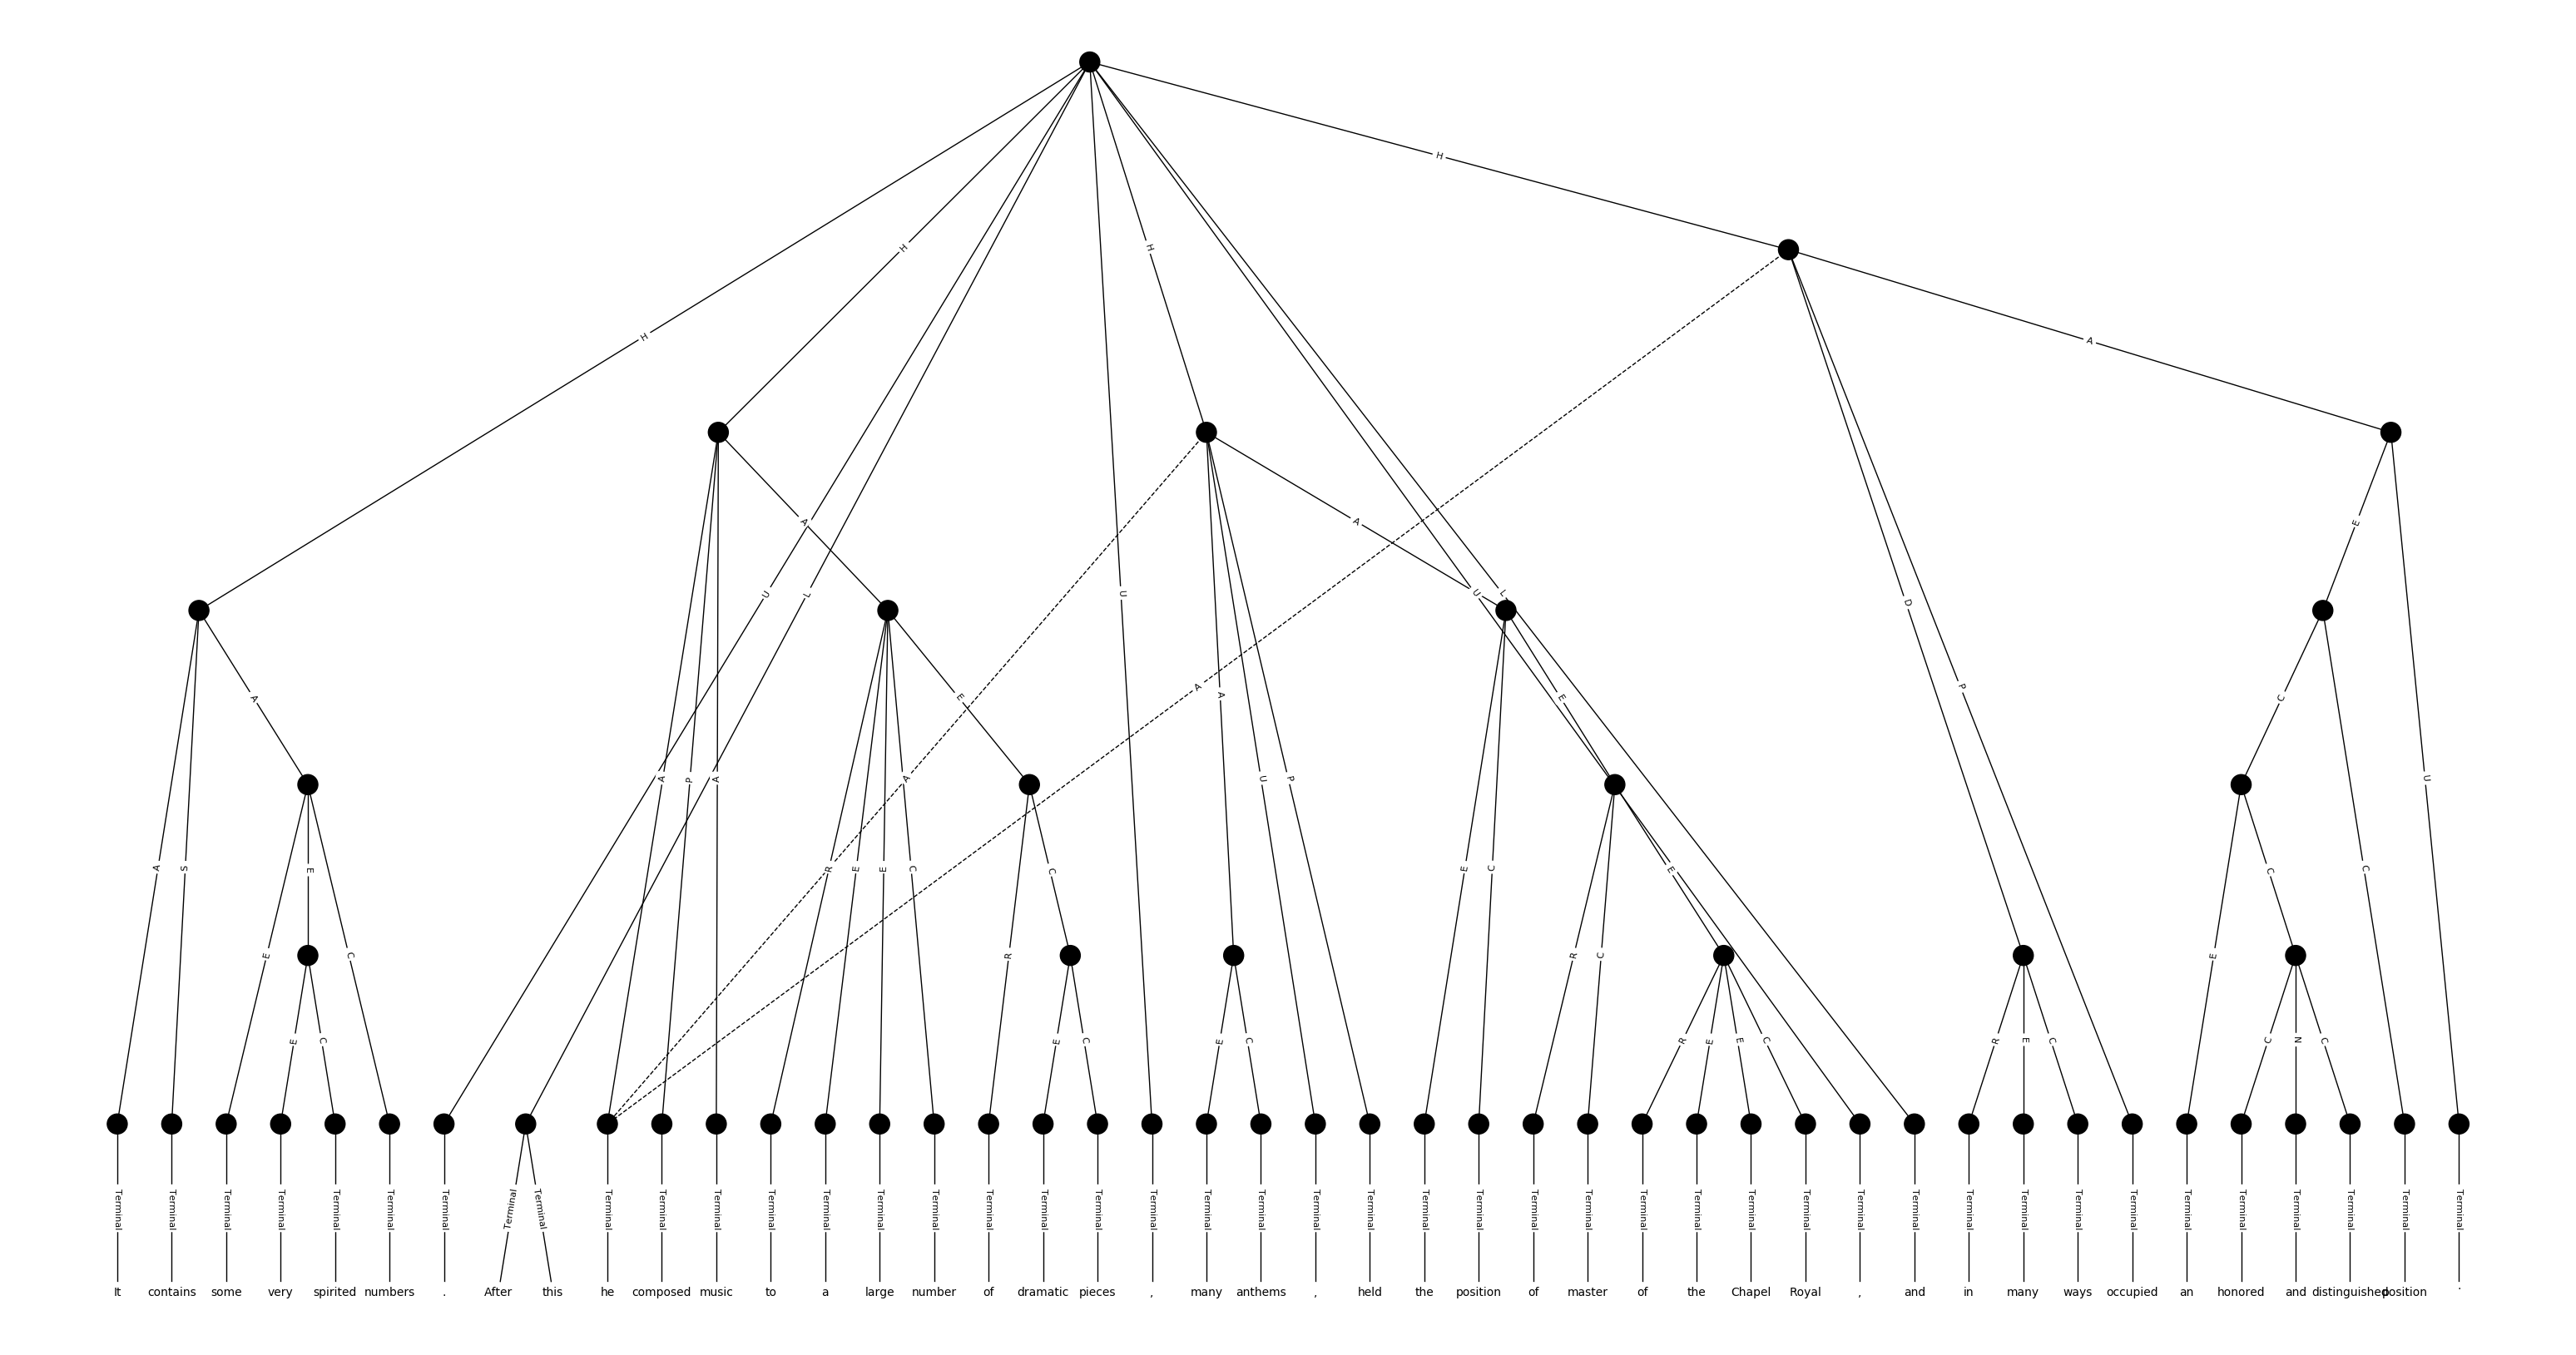 H
H
H
H
A
A
A
E
U
L
U
A
U
L
D
A
E
E
C
P
A
P
A
A
U
P
U
A
S
E
R
E
E
C
C
E
C
E
C
C
E
C
R
R
C
E
E
C
E
C
E
C
R
E
E
C
R
E
C
C
N
C
Terminal Terminal Terminal Terminal Terminal Terminal Terminal Terminal Terminal Terminal Terminal Terminal Terminal Terminal Terminal Terminal Terminal Terminal Terminal Terminal Terminal Terminal Terminal Terminal Terminal Terminal Terminal Terminal Terminal Terminal Terminal Terminal Terminal Terminal Terminal Terminal Terminal Terminal Terminal Terminal Terminal Terminal Terminal Terminal
It contains some very spirited numbers . After this he composed music to a large number of dramatic pieces , many anthems , held the position of master of the Chapel Royal , and in many ways occupied an honored and distinguished position .